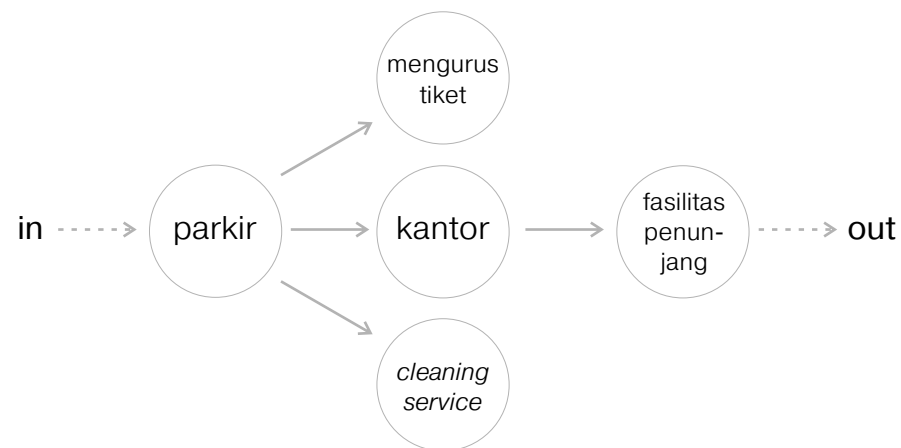 mengurus
tiket
in
parkir
kantor
fasilitas
penun-
jang
out
cleaning
service